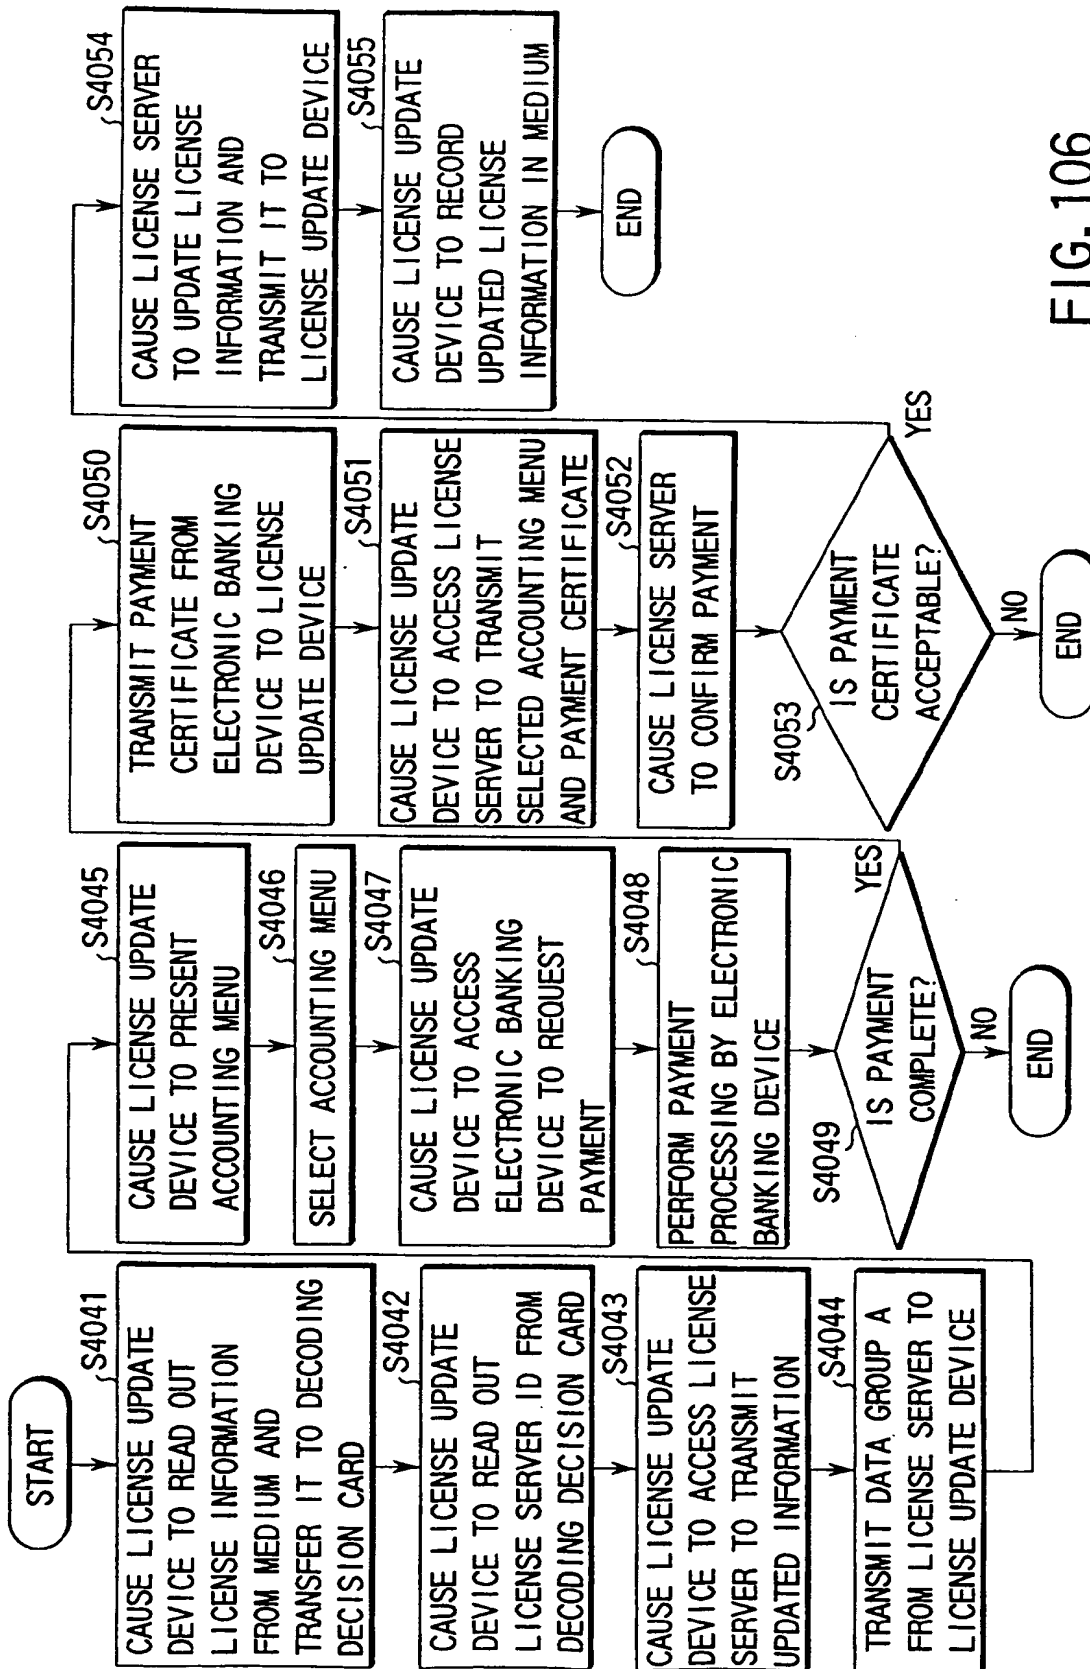 START
S4041
CAUSE LICENSE UPDATE
DEVICE TO READ OUT
LICENSE INFORMATION
FROM MEDIUM AND
TRANSFER IT TO DECODING
DECISION CARD
S4042
CAUSE LICENSE UPDATE
DEVICE TO READ OUT
LICENSE SERVER ID FROM
DECODING DECISION CARD
S4043
CAUSE LICENSE UPDATE
DEVICE TO ACCESS LICENSE
SERVER TO TRANSMIT
UPDATED INFORMATION
S4044
TRANSMIT DATA GROUP A
FROM LICENSE SERVER TO
LICENSE UPDATE DEVICE
S4045
CAUSE LICENSE UPDATE
DEVICE TO PRESENT
ACCOUNTING MENU
S4046
SELECT ACCOUNTING MENU
S4047
CAUSE LICENSE UPDATE
DEVICE TO ACCESS
ELECTRONIC BANKING
DEVICE TO REQUEST
PAYMENT
S4048
PERFORM PAYMENT
PROCESSING BY ELECTRONIC
BANKING DEVICE
S4049
IS PAYMENT
COMPLETE?
YES
NO
END
S4050
TRANSMIT PAYMENT
CERTIFICATE FROM
ELECTRONIC BANKING
DEVICE TO LICENSE
UPDATE DEVICE
S4051
CAUSE LICENSE UPDATE
DEVICE TO ACCESS LICENSE
SERVER TO TRANSMIT
SELECTED ACCOUNTING MENU
AND PAYMENT CERTIFICATE
S4052
CAUSE LICENSE SERVER
TO CONFIRM PAYMENT
S4053
IS PAYMENT
CERTIFICATE
ACCEPTABLE?
YES
NO
END
S4054
CAUSE LICENSE SERVER
TO UPDATE LICENSE
INFORMATION AND
TRANSMIT IT TO
LICENSE UPDATE DEVICE
S4055
CAUSE LICENSE UPDATE
DEVICE TO RECORD
UPDATED LICENSE
INFORMATION IN MEDIUM
END
FIG. 106